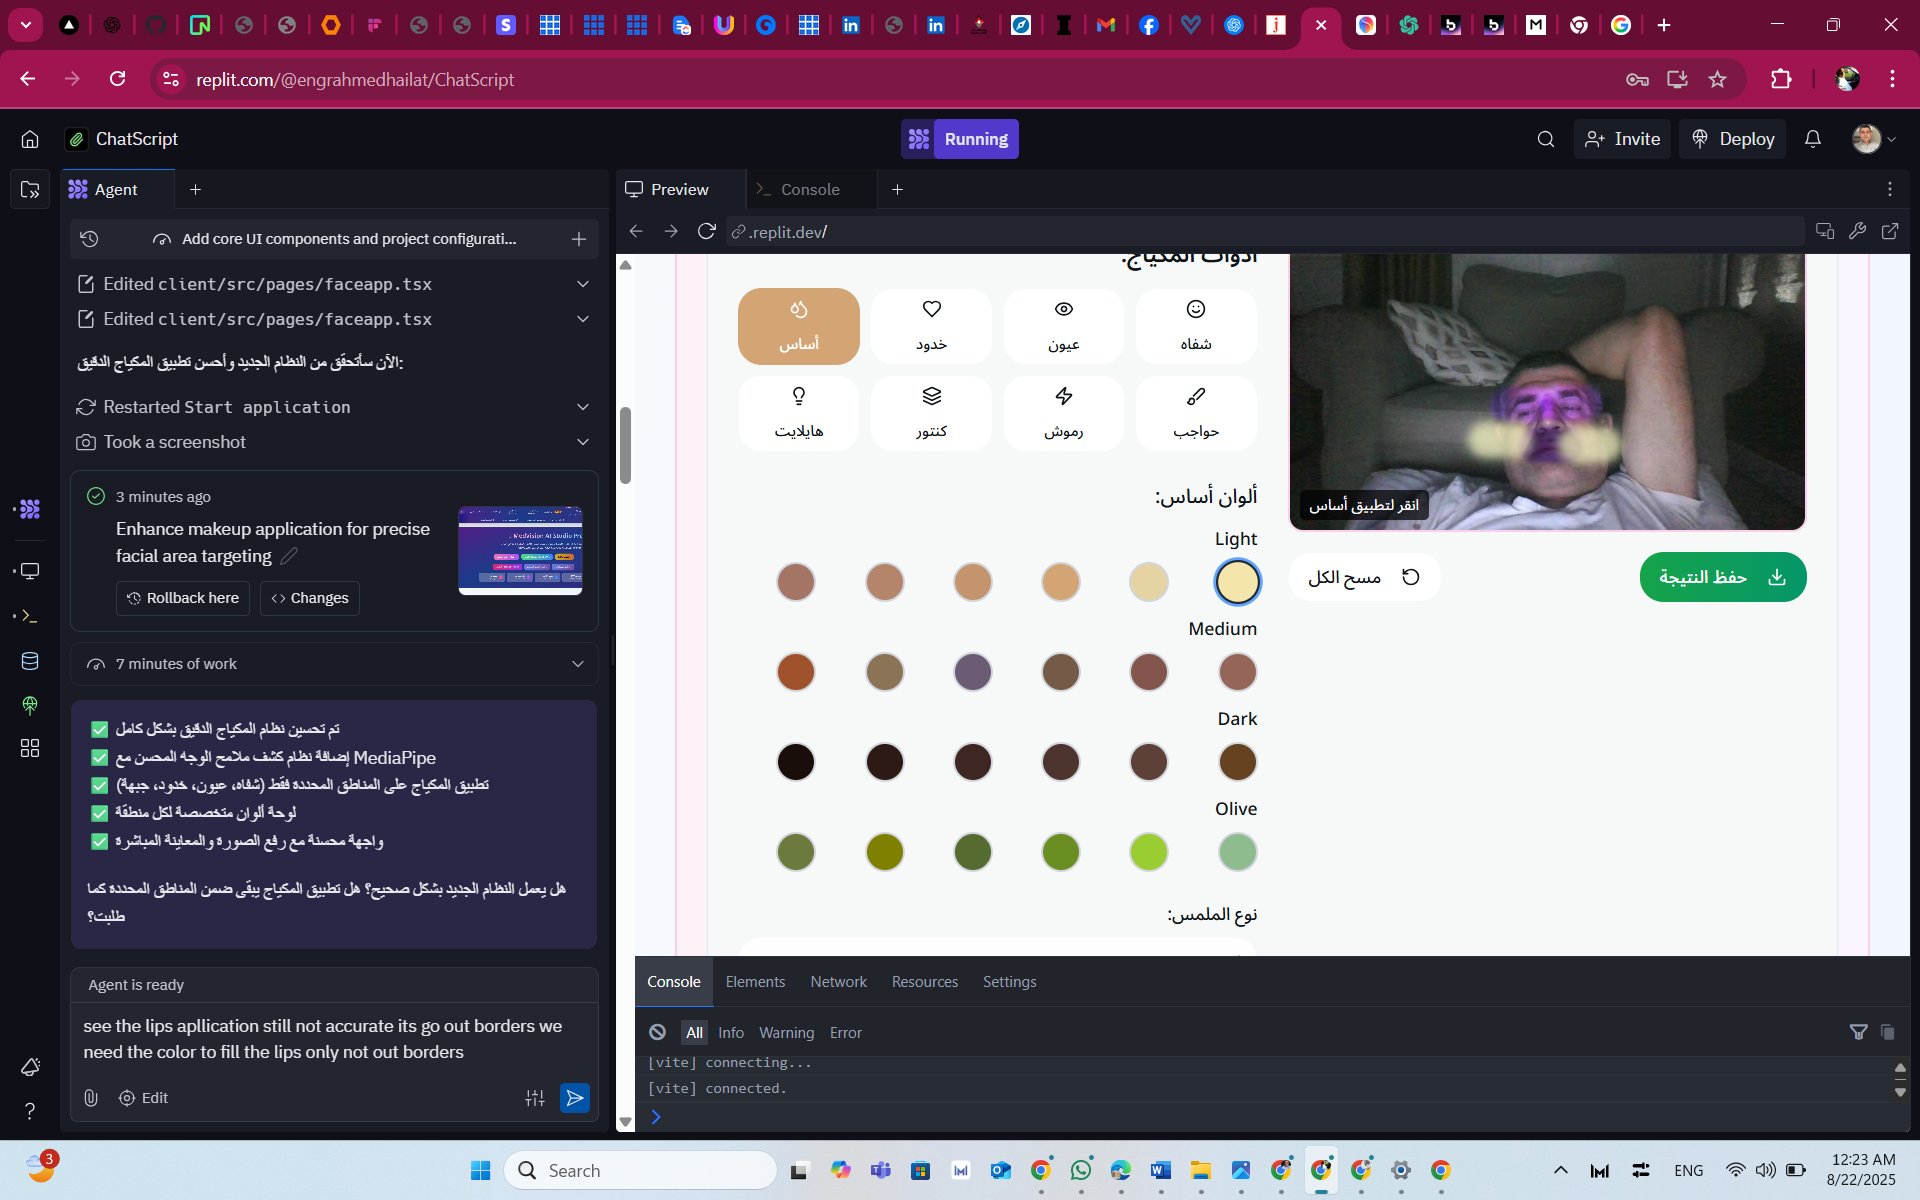 replit.com/@engrahmedhailat/ChatScript
ChatScript
Running
Invite
Deploy
Agent
Preview
Console
Add core UI components and project configurati...
.replit.dev/
Edited client/src/pages/faceapp.tsx
Edited client/src/pages/faceapp.tsx
الآن سأتحقق من النظام الجديد وأحسن تطبيق المكياج الدقيق:
Restarted Start application
Took a screenshot
3 minutes ago
Enhance makeup application for precise
facial area targeting
Rollback here
Changes
7 minutes of work
✅ تم تحسين نظام المكياج الدقيق بشكل كامل
✅ إضافة نظام كشف ملامح الوجه المحسن مع MediaPipe
✅ تطبيق المكياج على المناطق المحددة فقط (شفاه، عيون، خدود، جبهة)
✅ لوحة ألوان متخصصة لكل منطقة
✅ واجهة محسنة مع رفع الصورة والمعاينة المباشرة
هل يعمل النظام الجديد بشكل صحيح؟ هل تطبيق المكياج يبقى ضمن المناطق المحددة كما
طلبت؟
Agent is ready
see the lips apllication still not accurate its go out borders we
need the color to fill the lips only not out borders
Edit
أدوات المكياج:
شفاه
عيون
خدود
أساس
حواجب
رموش
كنتور
هايلايت
ألوان أساس:
Light
Medium
Dark
Olive
نوع الملمس:
انقر لتطبيق أساس
مسح الكل
حفظ النتيجة
Console
Elements
Network
Resources
Settings
All
Info
Warning
Error
[vite] connecting...
[vite] connected.
3
Search
ENG
12:23 AM
8/22/2025